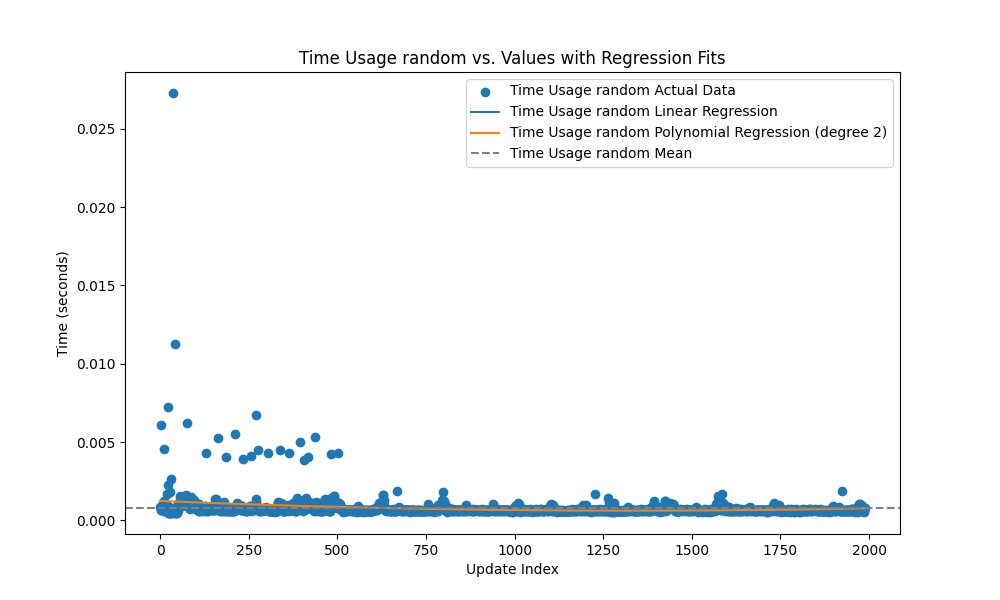 Time Usage random vs. Values with Regression Fits
Time Usage random Actual Data
Time Usage random Linear Regression
Time Usage random Polynomial Regression (degree 2)
Time Usage random Mean
Time (seconds)
0.025
0.020
0.015
0.010
0.005
0.000
0 250 500 750 1000 1250 1500 1750 2000
Update Index